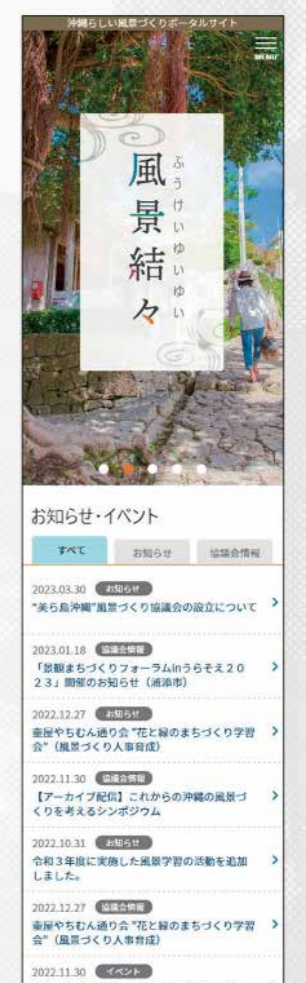 沖縄らしい風景づくりポータルサイト
MENU
風景結々
ふうけいゆいゆい
お知らせ・イベント
すべて
お知らせ
協議会情報
2023.03.30 お知らせ
"美ら島沖縄"風景づくり協議会の設立について
2023.01.18 協議会情報
「景観まちづくりフォーラムinうらそえ20
23」開催のお知らせ(浦添市)
2022.12.27 お知らせ
壷屋やちむん通り会"花と緑のまちづくり学習
会"(風景づくり人事育成)
2022.11.30 協議会情報
【アーカイブ配信】これからの沖縄の風景づ
くりを考えるシンポジウム
2022.10.31 お知らせ
令和3年度に実施した風景学習の活動を追加
しました。
2022.12.27 協議会情報
壷屋やちむん通り会"花と緑のまちづくり学習
会"(風景づくり人事育成)
2022.11.30 イベント